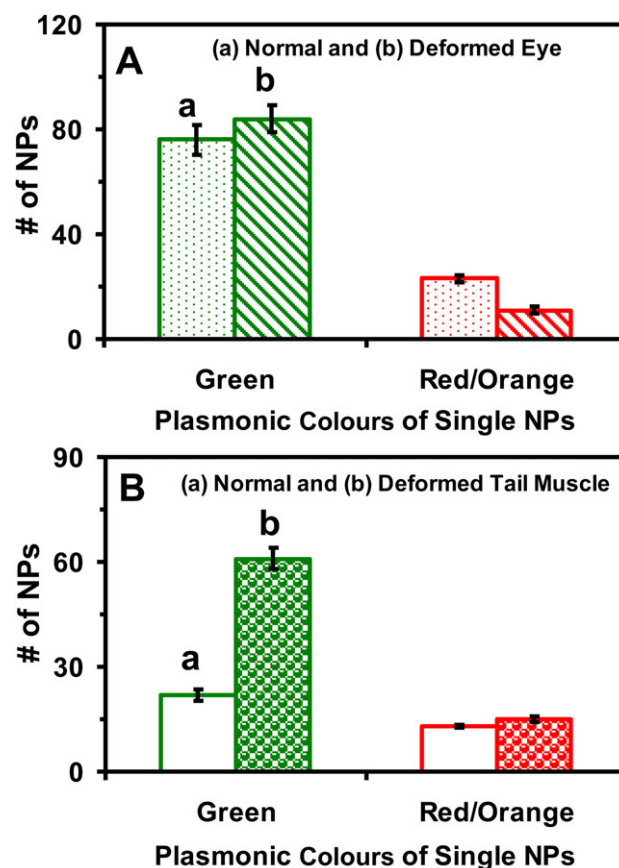 120
A
(a) Normal and (b) Deformed Eye
a
b
80
40
0
# of NPs
Green
Red/Orange
Plasmonic Colours of Single NPs
90
B
(a) Normal and (b) Deformed Tail Muscle
b
60
a
30
0
# of NPs
Green
Red/Orange
Plasmonic Colours of Single NPs